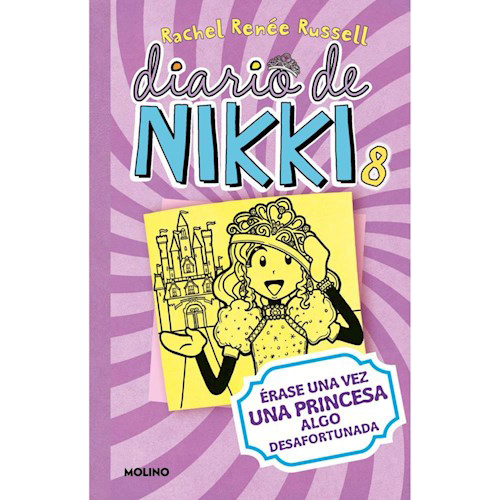 Rachel Renée Russell
diario de
NIKKI 8
ÉRASE UNA VEZ
UNA PRINCESA
ALGO
DESAFORTUNADA
MOLINO